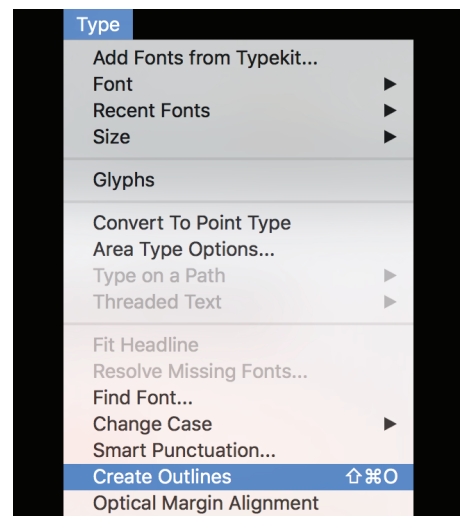 Type
Add Fonts from Typekit...
Font ▶
Recent Fonts ▶
Size ▶
Glyphs
Convert To Point Type
Area Type Options...
Type on a Path ▶
Threaded Text ▶
Fit Headline
Resolve Missing Fonts...
Find Font...
Change Case ▶
Smart Punctuation...
Create Outlines ⇧⌘O
Optical Margin Alignment